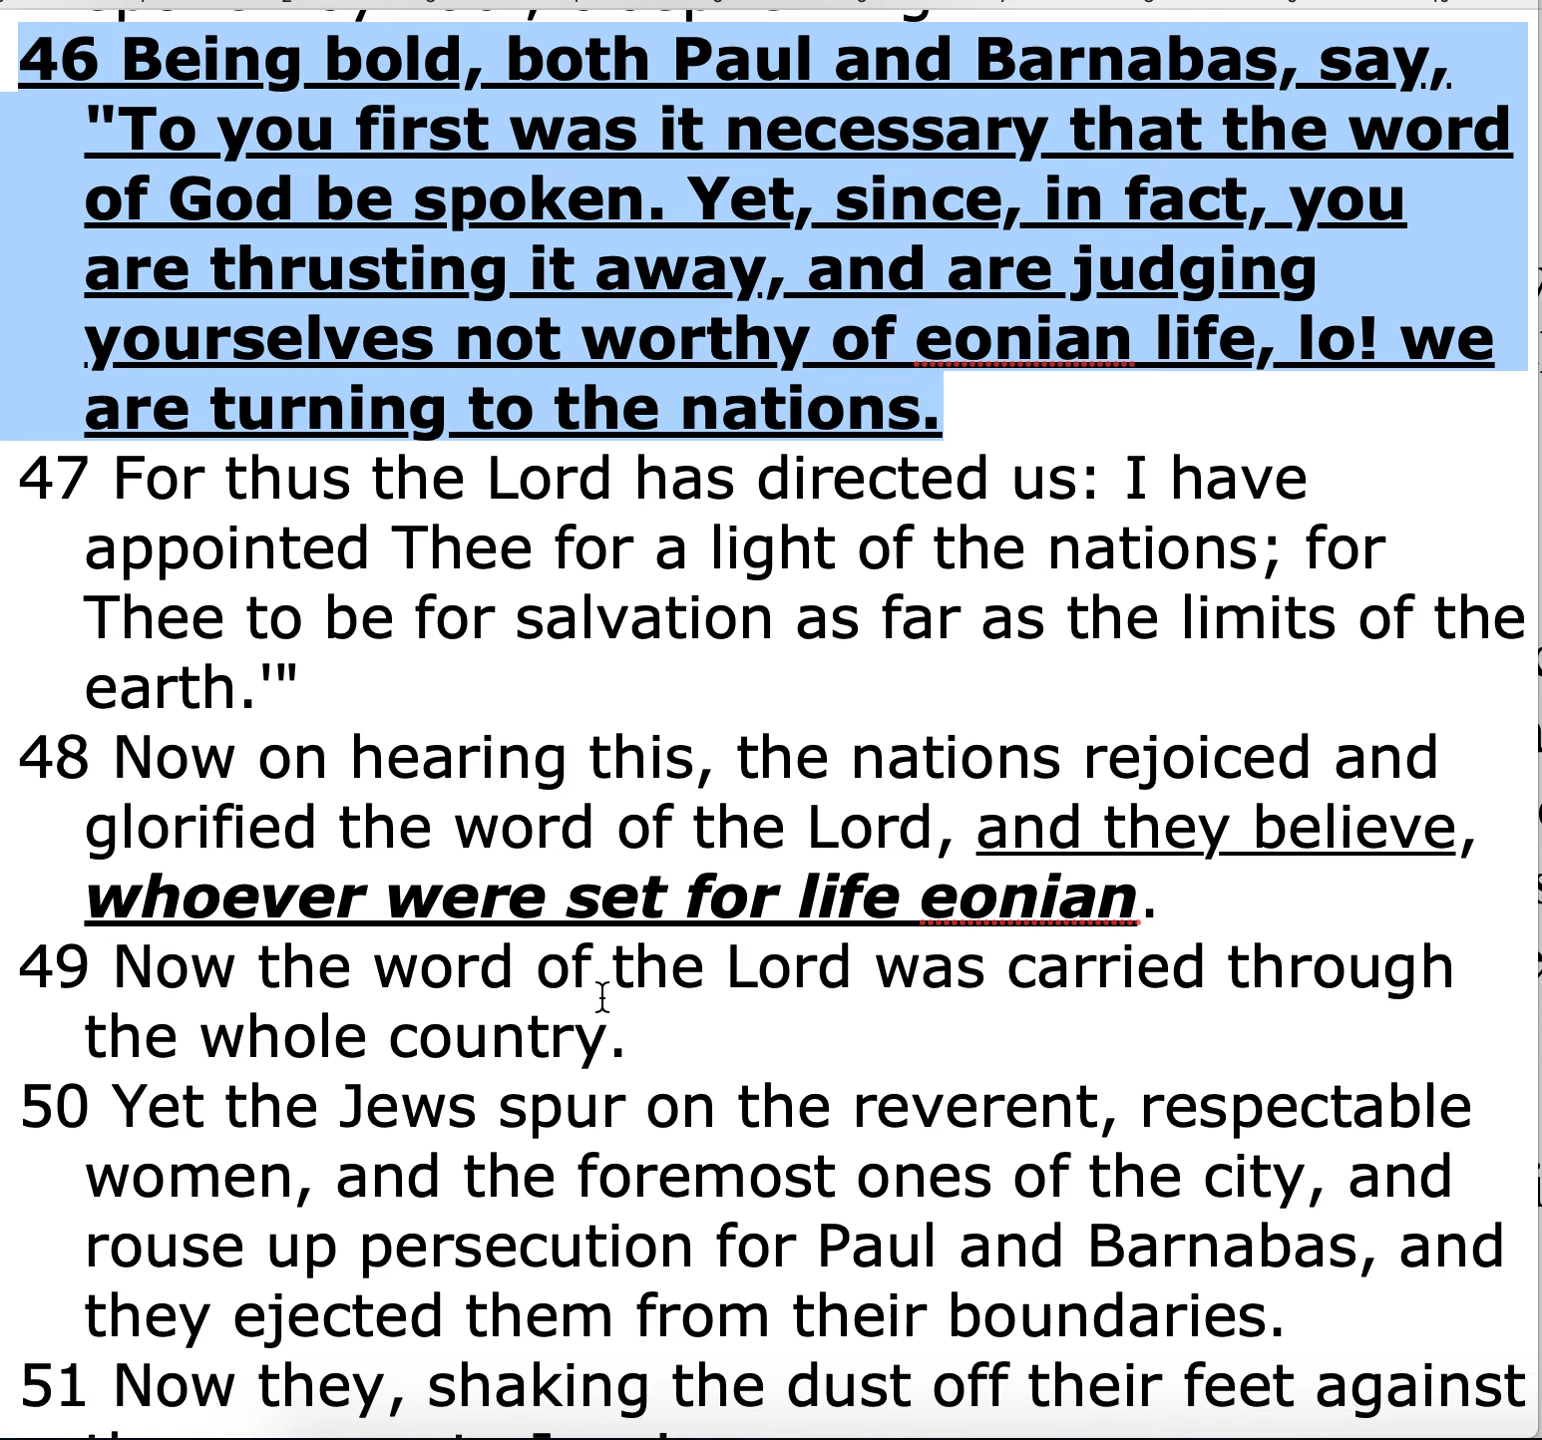 46 Being bold, both Paul and Barnabas, say,
"To you first was it necessary that the word
of God be spoken. Yet, since, in fact, you
are thrusting it away, and are judging
yourselves not worthy of eonian life, lo! we
are turning to the nations.
47 For thus the Lord has directed us: I have
appointed Thee for a light of the nations; for
Thee to be for salvation as far as the limits of the
earth.'"
48 Now on hearing this, the nations rejoiced and
glorified the word of the Lord, and they believe,
whoever were set for life eonian.
49 Now the word of the Lord was carried through
the whole country.
50 Yet the Jews spur on the reverent, respectable
women, and the foremost ones of the city, and
rouse up persecution for Paul and Barnabas, and
they ejected them from their boundaries.
51 Now they, shaking the dust off their feet against